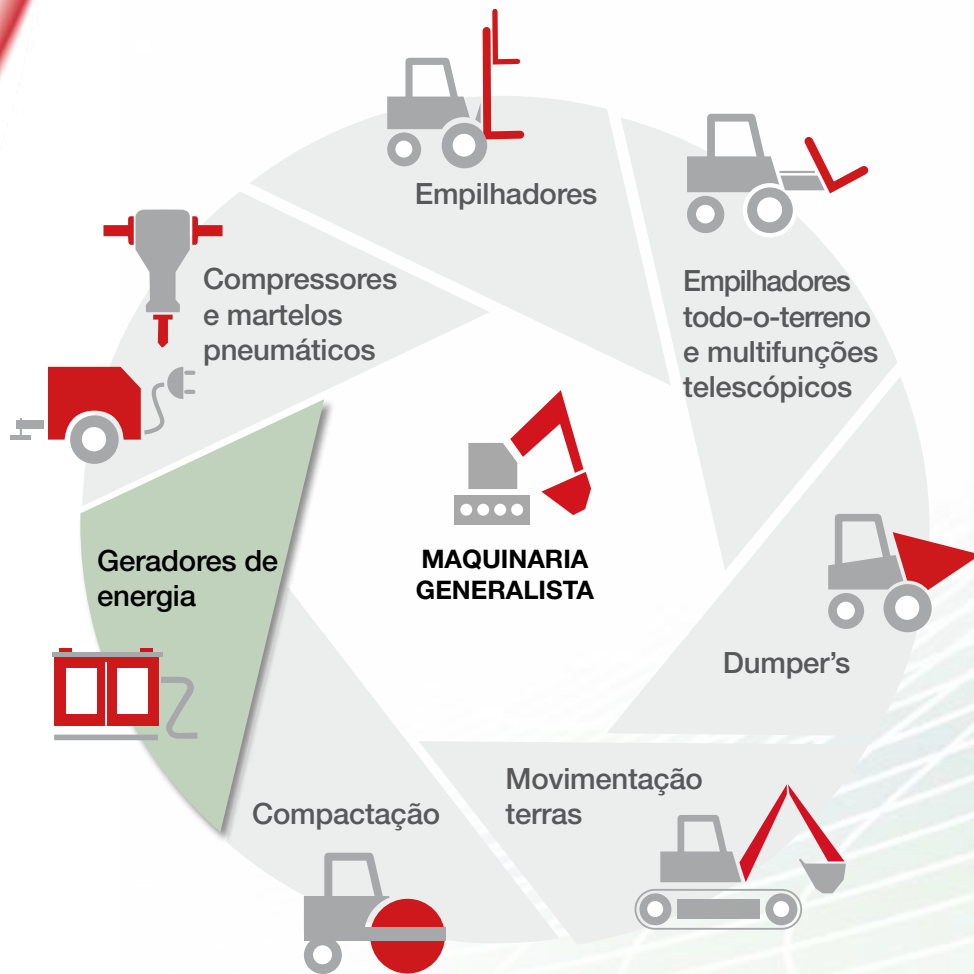 Empilhadores
Empilhadores
todo-o-terreno
e multifunções
telescópicos
Compressores
e martelos
pneumáticos
Geradores de
energia
MAQUINARIA
GENERALISTA
Dumper's
Movimentação
terras
Compactação